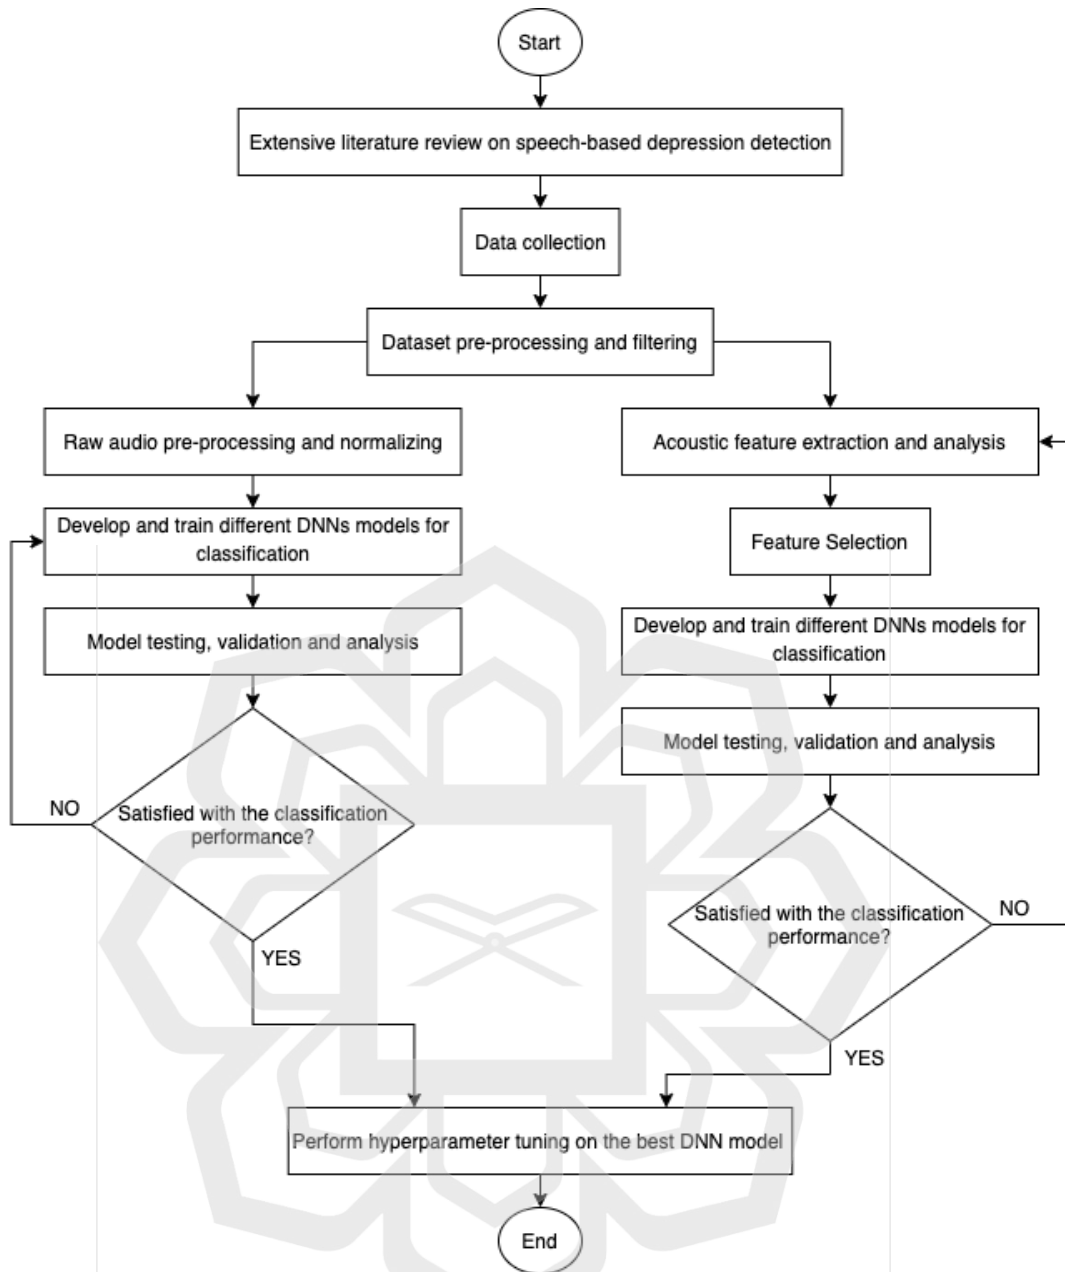 Start
Extensive literature review on speech-based depression detection
Data collection
Dataset pre-processing and filtering
Raw audio pre-processing and normalizing
Develop and train different DNNs models for
classification
Model testing, validation and analysis
Satisfied with the classification
performance?
NO
YES
Acoustic feature extraction and analysis
Feature Selection
Develop and train different DNNs models for
classification
Model testing, validation and analysis
Satisfied with the classification
performance?
NO
YES
Perform hyperparameter tuning on the best DNN model
End